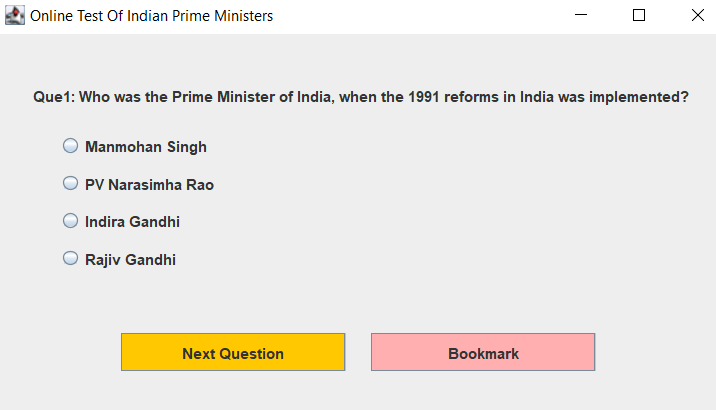 Online Test Of Indian Prime Ministers
Que1: Who was the Prime Minister of India, when the 1991 reforms in India was implemented?
Manmohan Singh
PV Narasimha Rao
Indira Gandhi
Rajiv Gandhi
Next Question
Bookmark